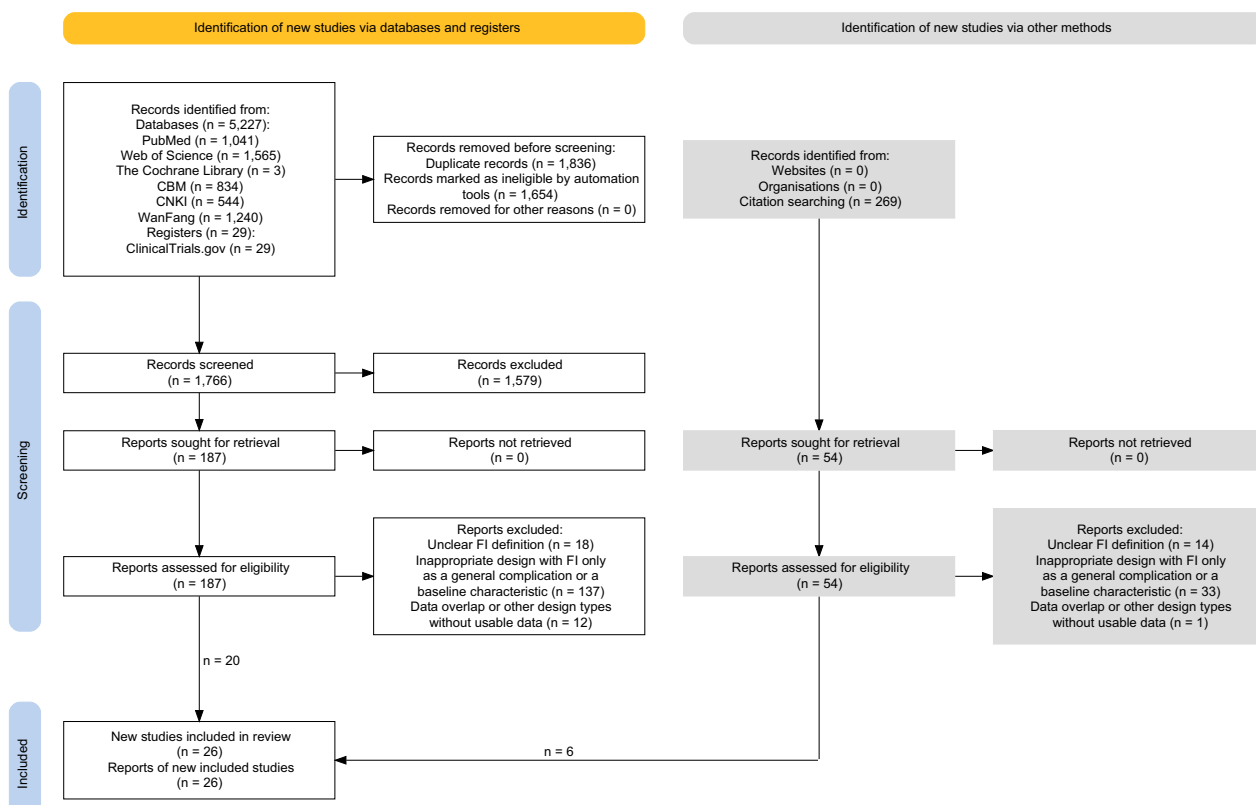 Identification of new studies via databases and registers
Identification of new studies via other methods
Identification
Records identified from:
Databases (n = 5,227):
PubMed (n = 1,041)
Web of Science (n = 1,565)
The Cochrane Library (n = 3)
CBM (n = 834)
CNKI (n = 544)
WanFang (n = 1,240)
Registers (n = 29):
ClinicalTrials.gov (n = 29)
Records removed before screening:
Duplicate records (n = 1,836)
Records marked as ineligible by automation
tools (n = 1,654)
Records removed for other reasons (n = 0)
Records identified from:
Websites (n = 0)
Organisations (n = 0)
Citation searching (n = 269)
Screening
Records screened
(n = 1,766)
Records excluded
(n = 1,579)
Reports sought for retrieval
(n = 187)
Reports not retrieved
(n = 0)
Reports sought for retrieval
(n = 54)
Reports not retrieved
(n = 0)
Reports assessed for eligibility
(n = 187)
Reports excluded:
Unclear FI definition (n = 18)
Inappropriate design with FI only
as a general complication or a
baseline characteristic (n = 137)
Data overlap or other design types
without usable data (n = 12)
Reports assessed for eligibility
(n = 54)
Reports excluded:
Unclear FI definition (n = 14)
Inappropriate design with FI only
as a general complication or a
baseline characteristic (n = 33)
Data overlap or other design types
without usable data (n = 1)
n = 20
Included
New studies included in review
(n = 26)
Reports of new included studies
(n = 26)
n = 6